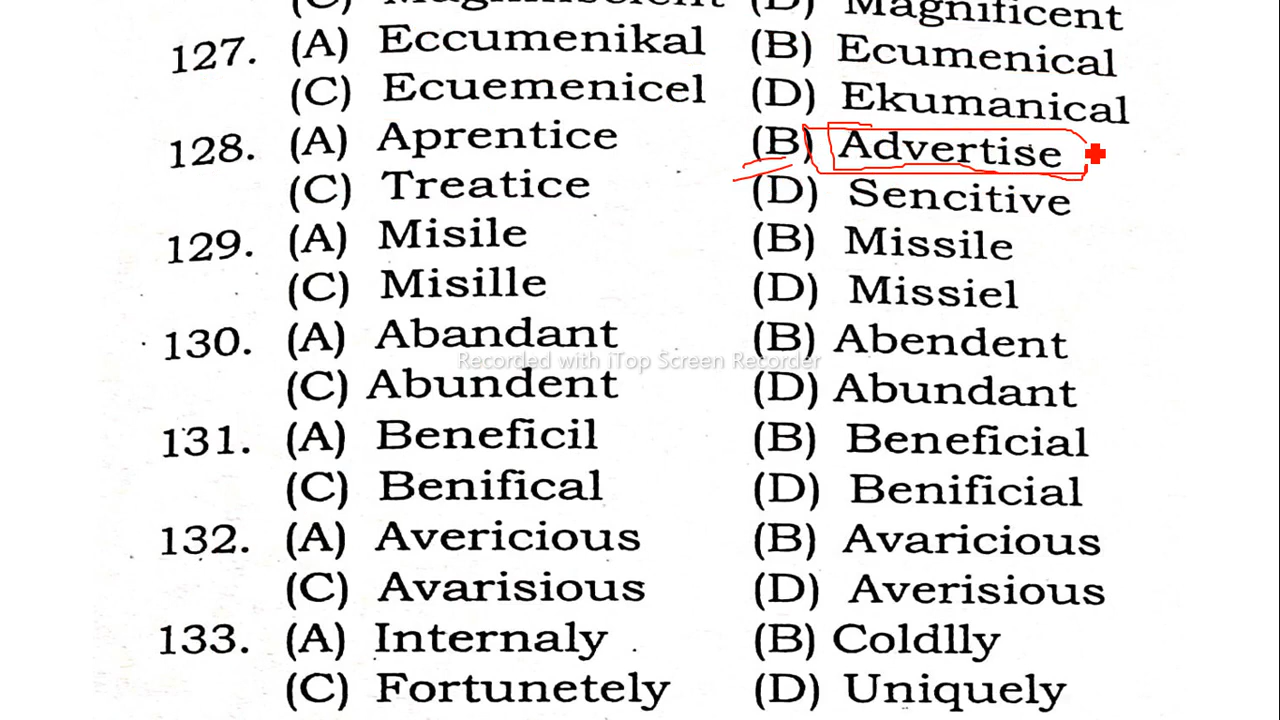 (C) Magnificient (D) Magnificent
127. (A) Eccumenikal (B) Ecumenical
(C) Ecuemenicel (D) Ekumanical
128. (A) Aprentice (B) Advertise
(C) Treatice (D) Sencitive
129. (A) Misile (B) Missile
(C) Misille (D) Missiel
130. (A) Abandant (B) Abendent
Recorded with iTop Screen Recorder
(C) Abundent (D) Abundant
131. (A) Beneficil (B) Beneficial
(C) Benifical (D) Benificial
132. (A) Avericious (B) Avaricious
(C) Avarisious (D) Averisious
133. (A) Internaly (B) Coldlly
(C) Fortunetely (D) Uniquely